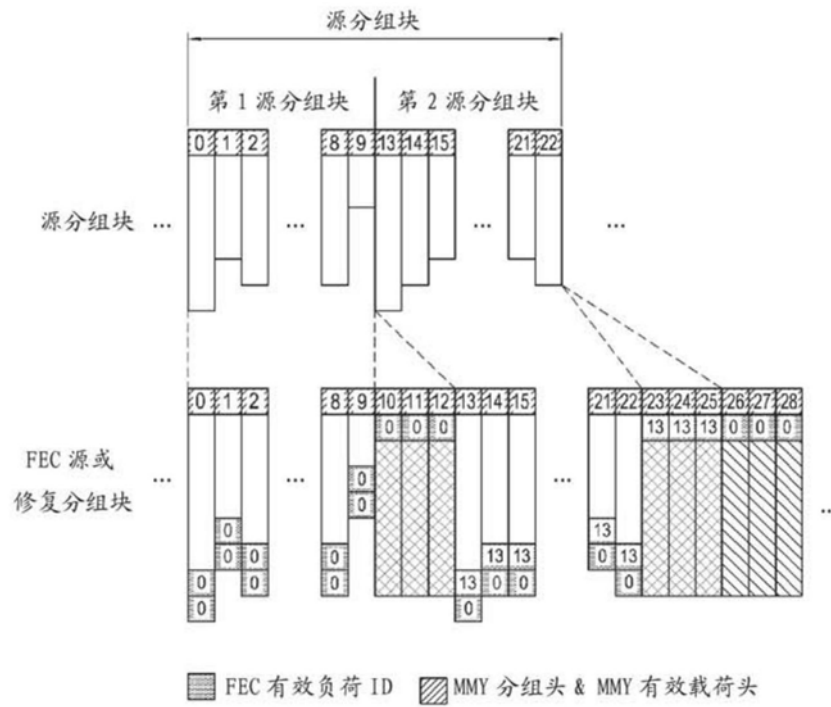 源分组块
第1源分组块 第2源分组块
0 1 2 8 9 13 14 15 21 22
源分组块 ... ... ... ...
0 1 2 8 9 10 11 12 13 14 15 21 22 23 24 25 26 27 28
0 0 0 13 13 13 0 0 0
FEC 源或
修复分组块
... ... ... ..
0
0
0 13
0 0 0 0 13 13 0 13
0 0 0 13 0 0 0
0 0
FEC 有效负荷 ID MMY 分组头 & MMY 有效载荷头